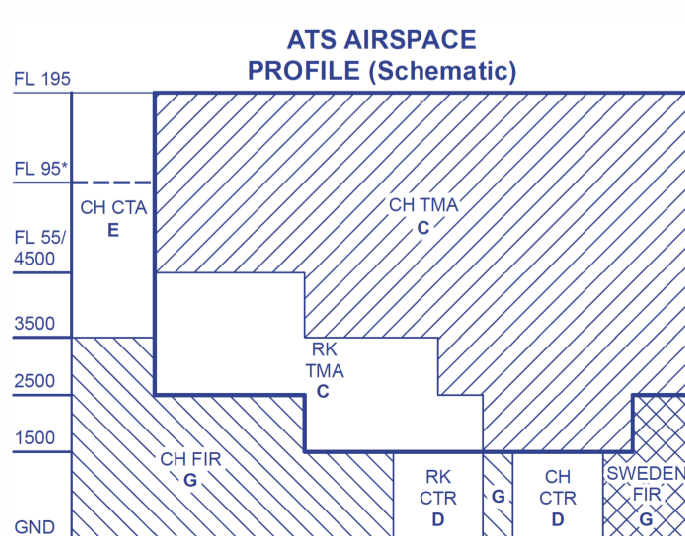 ATS AIRSPACE
PROFILE (Schematic)
FL 195
FL 95*
CH CTA
E
CH TMA
C
FL 55/
4500
3500
RK
TMA
C
2500
1500
CH FIR
G
RK
CTR
D
G
CH
CTR
D
SWEDEN
FIR
G
GND